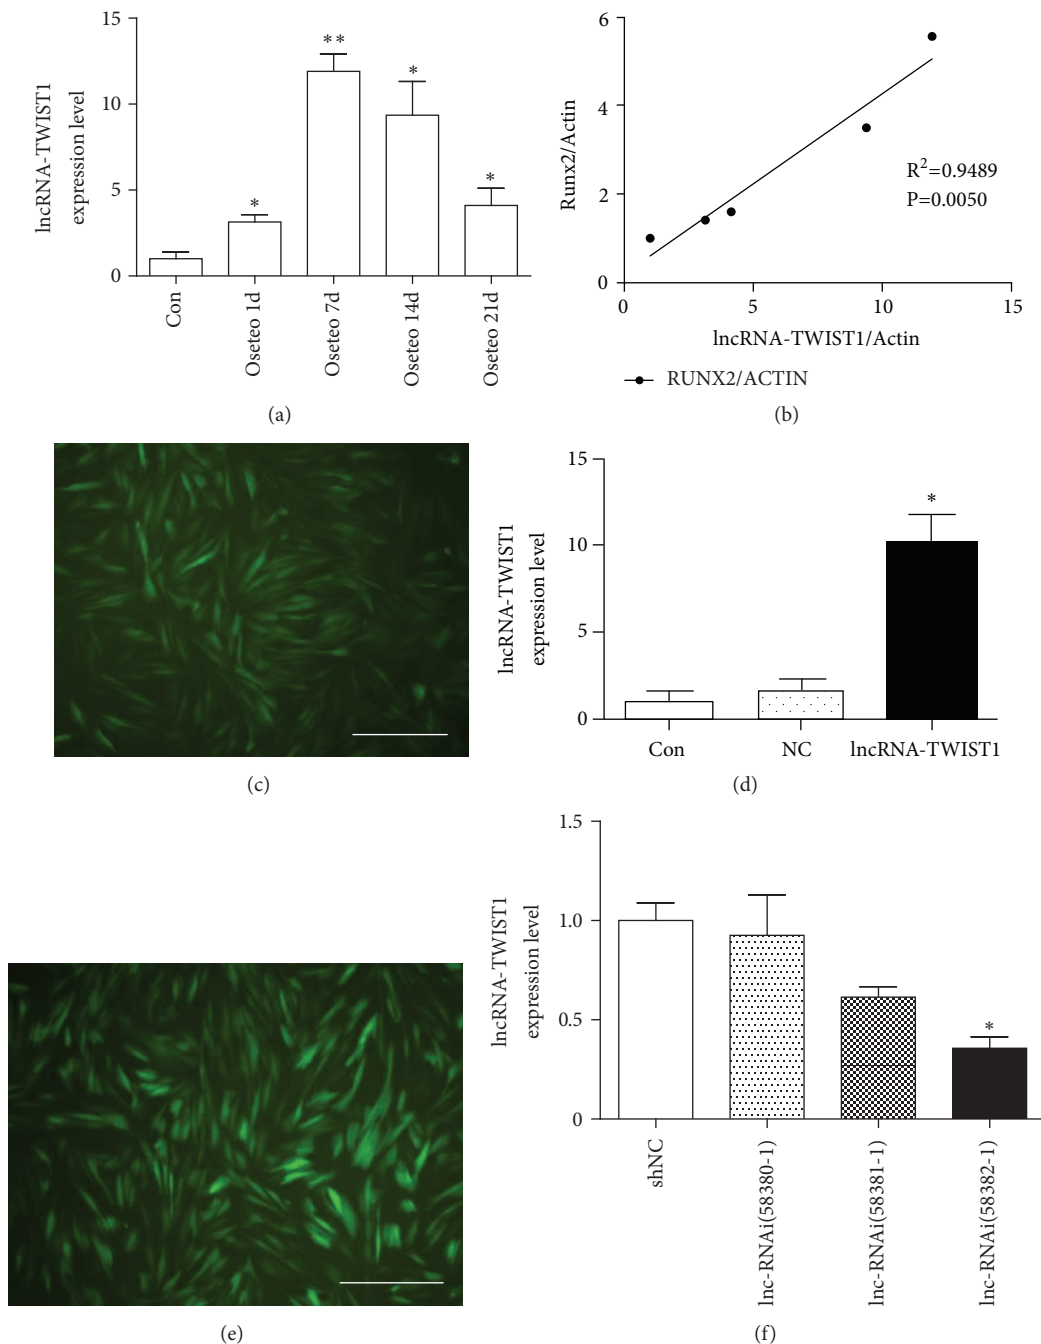 15
10
5
0
lncRNA-TWIST1
expression level
*
**
*
*
Con
Oseteo 1d
Oseteo 7d
Oseteo 14d
Oseteo 21d
(a)
6
4
2
0
Runx2/Actin
R²=0.9489
P=0.0050
0
5
10
15
lncRNA-TWIST1/Actin
RUNX2/ACTIN
(b)
(c)
15
10
5
0
lncRNA-TWIST1
expression level
*
Con
NC
lncRNA-TWIST1
(d)
(e)
1.5
1.0
0.5
0
lncRNA-TWIST1
expression level
*
shNC
lnc-RNAi(58380-1)
lnc-RNAi(58381-1)
lnc-RNAi(58382-1)
(f)